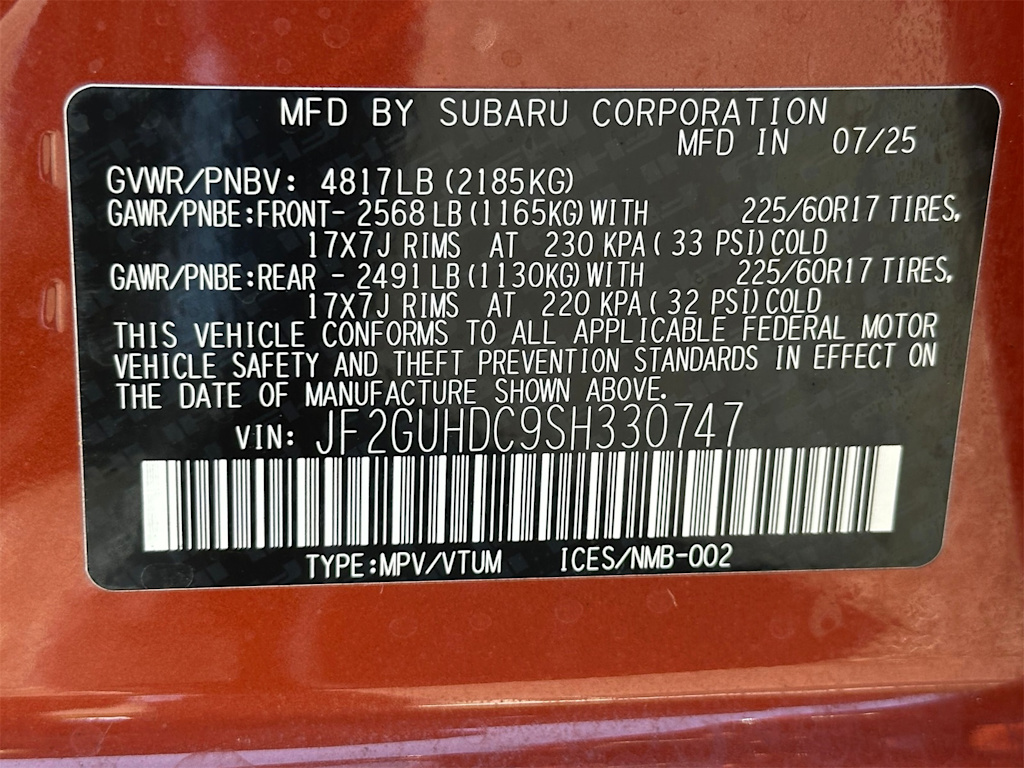 MFD BY SUBARU CORPORATION
MFD IN 07/25
GVWR/PNBV: 4817LB (2185KG)
GAWR/PNBE:FRONT- 2568 LB (1165KG) WITH 225/60R17 TIRES,
17X7J RIMS AT 230 KPA ( 33 PSI) COLD
GAWR/PNBE:REAR - 2491 LB (1130KG) WITH 225/60R17 TIRES,
17X7J RIMS AT 220 KPA ( 32 PSI) COLD
THIS VEHICLE CONFORMS TO ALL APPLICABLE FEDERAL MOTOR
VEHICLE SAFETY AND THEFT PREVENTION STANDARDS IN EFFECT ON
THE DATE OF MANUFACTURE SHOWN ABOVE.
VIN: JF2GUHDC9SH330747
TYPE:MPV/VTUM ICES/NMB-002